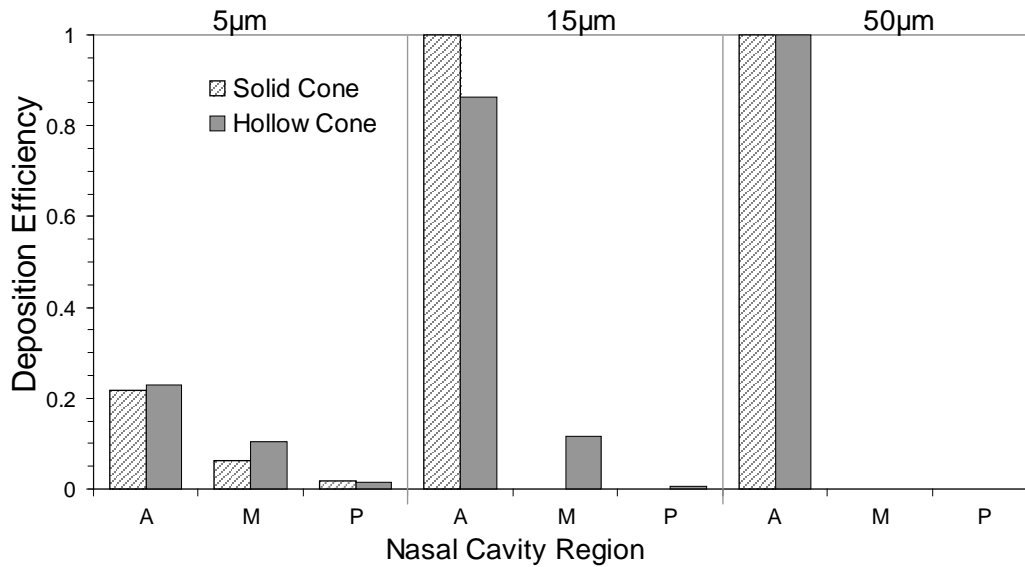 5µm 15µm 50µm
1
Solid Cone
Hollow Cone
0.8
0.6
0.4
0.2
0
Deposition Efficiency
A M P A M P A M P
Nasal Cavity Region